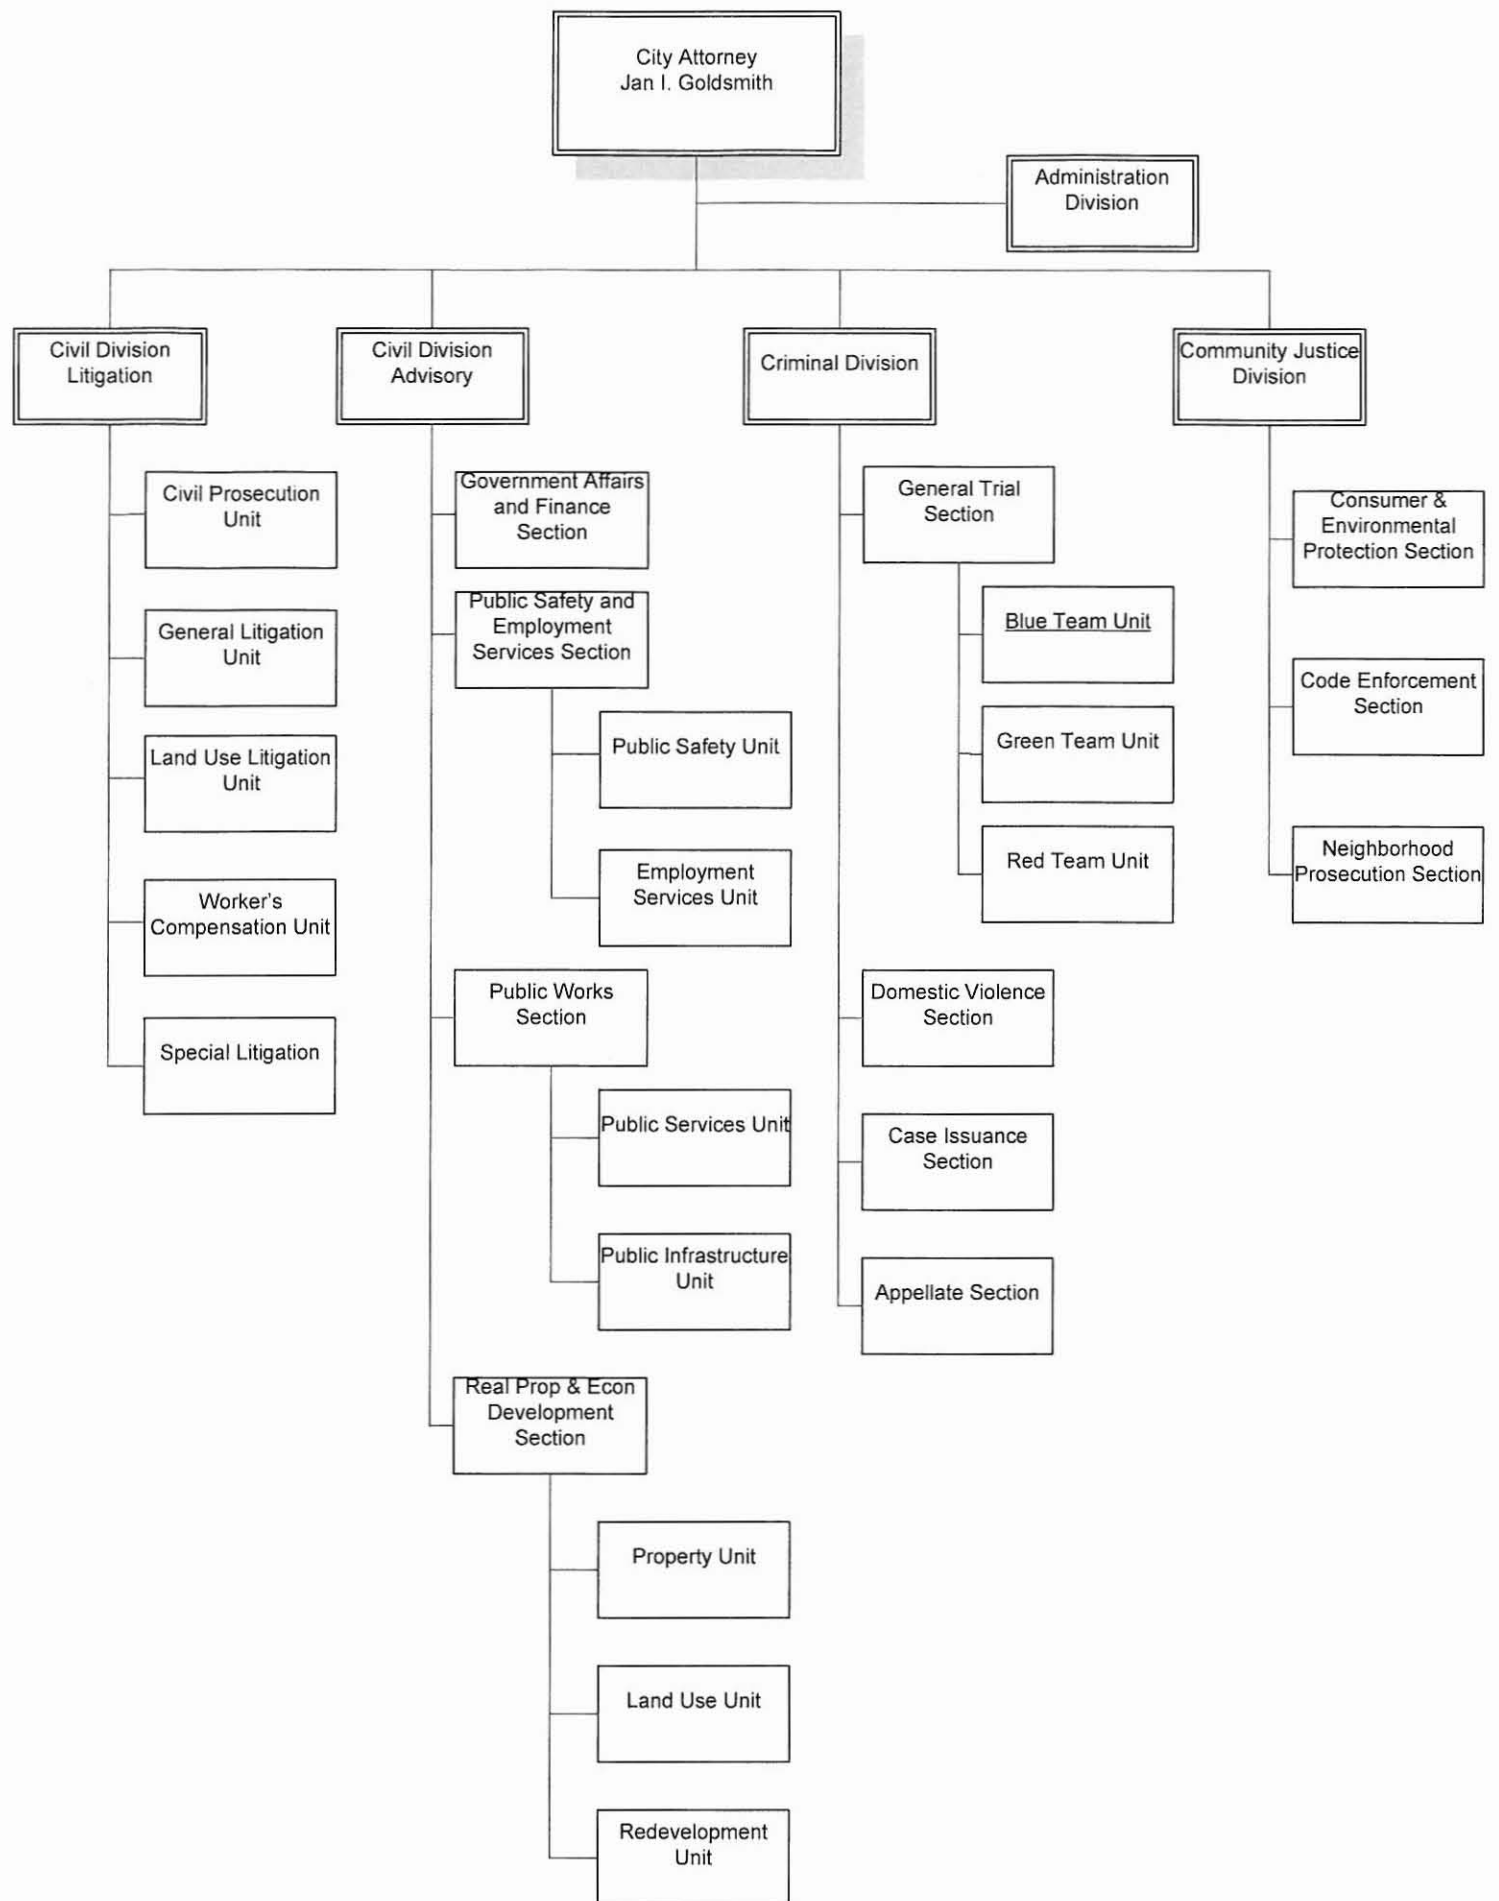 City Attorney
Jan I. Goldsmith
Administration
Division
Civil Division
Litigation
Civil Division
Advisory
Criminal Division
Community Justice
Division
Civil Prosecution
Unit
General Litigation
Unit
Land Use Litigation
Unit
Worker's
Compensation Unit
Special Litigation
Government Affairs
and Finance
Section
Public Safety and
Employment
Services Section
Public Safety Unit
Employment
Services Unit
Public Works
Section
Public Services Unit
Public Infrastructure
Unit
Real Prop & Econ
Development
Section
Property Unit
Land Use Unit
Redevelopment
Unit
General Trial
Section
Blue Team Unit
Green Team Unit
Red Team Unit
Domestic Violence
Section
Case Issuance
Section
Appellate Section
Consumer &
Environmental
Protection Section
Code Enforcement
Section
Neighborhood
Prosecution Section